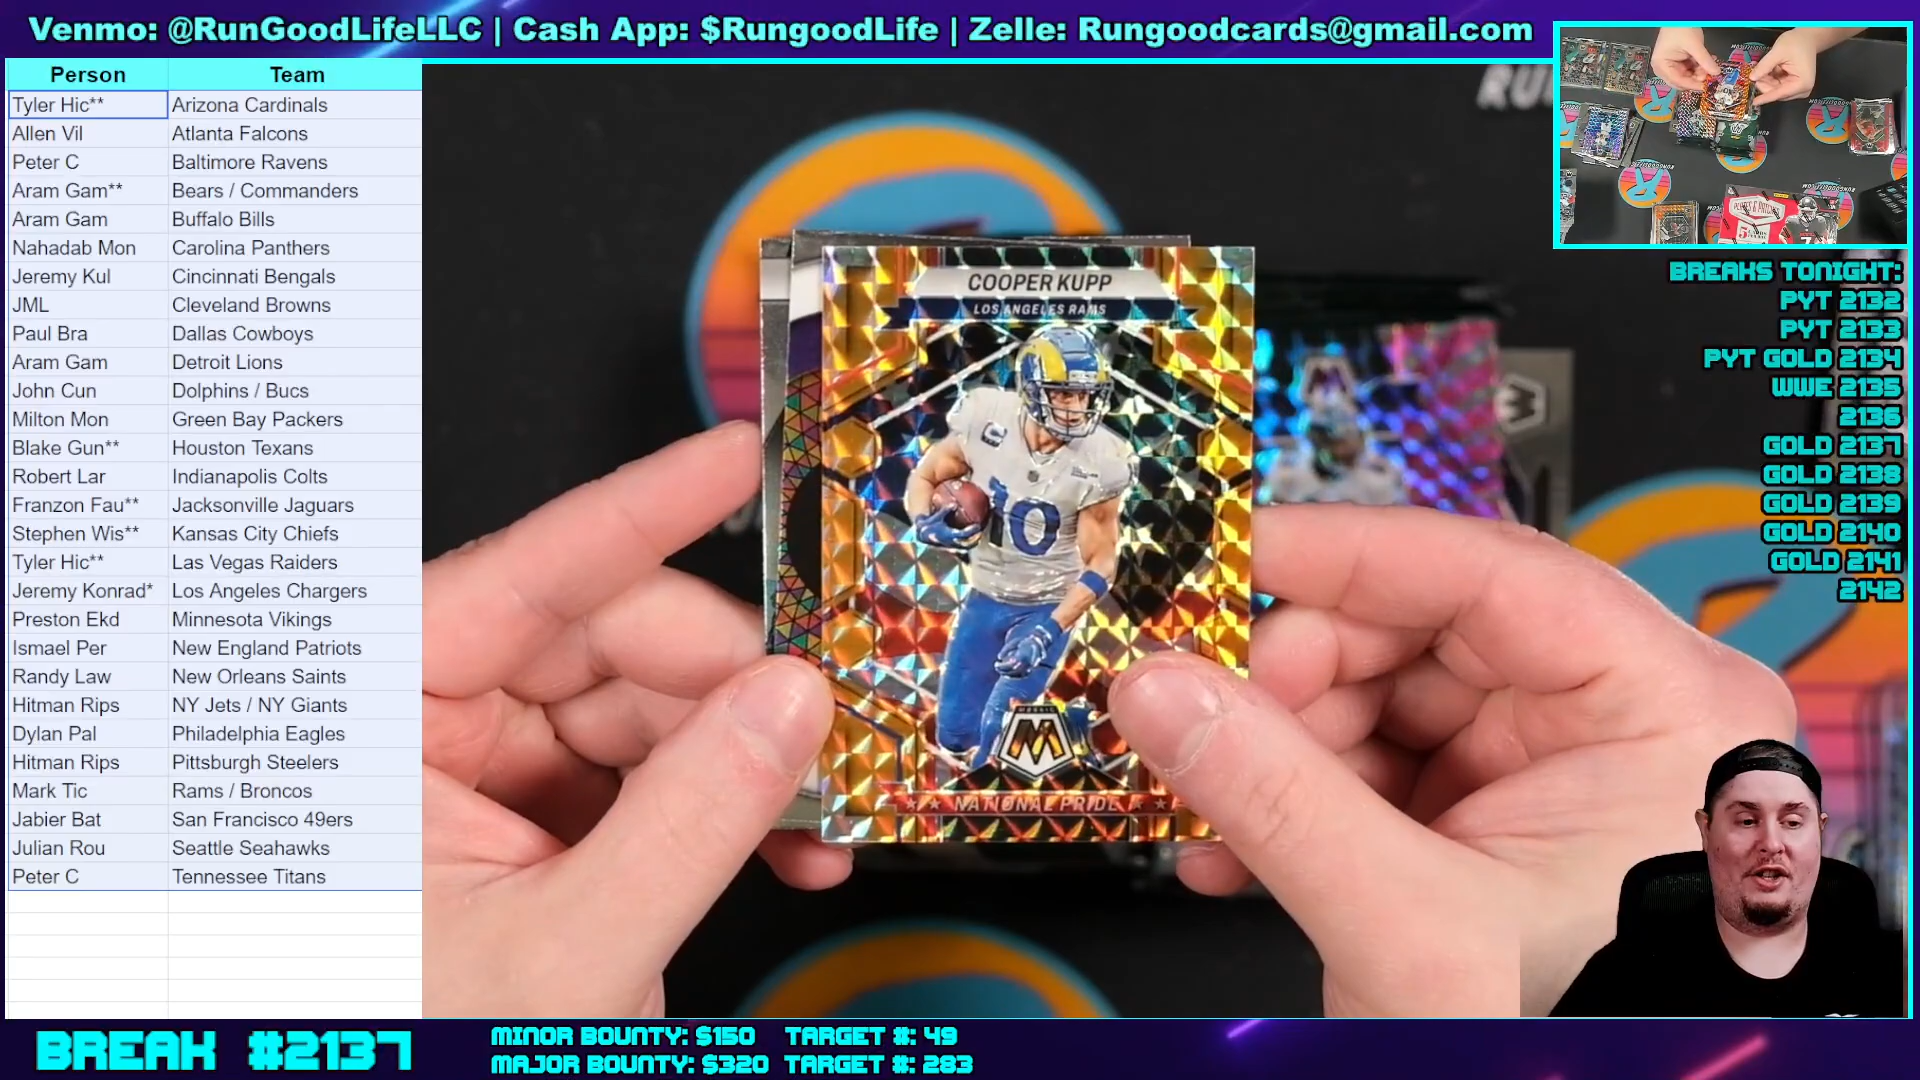 Venmo: @RunGoodLifeLLC | Cash App: $RungoodLife | Zelle: Rungoodcards@gmail.com
Person Team
Tyler Hic** Arizona Cardinals
Allen Vil Atlanta Falcons
Peter C Baltimore Ravens
Aram Gam** Bears / Commanders
Aram Gam Buffalo Bills
Nahadab Mon Carolina Panthers
Jeremy Kul Cincinnati Bengals
JML Cleveland Browns
Paul Bra Dallas Cowboys
Aram Gam Detroit Lions
John Cun Dolphins / Bucs
Milton Mon Green Bay Packers
Blake Gun** Houston Texans
Robert Lar Indianapolis Colts
Franzon Fau** Jacksonville Jaguars
Stephen Wis** Kansas City Chiefs
Tyler Hic** Las Vegas Raiders
Jeremy Konrad* Los Angeles Chargers
Preston Ekd Minnesota Vikings
Ismael Per New England Patriots
Randy Law New Orleans Saints
Hitman Rips NY Jets / NY Giants
Dylan Pal Philadelphia Eagles
Hitman Rips Pittsburgh Steelers
Mark Tic Rams / Broncos
Jabier Bat San Francisco 49ers
Julian Rou Seattle Seahawks
Peter C Tennessee Titans
COOPER KUPP
LOS ANGELES RAMS
10
MOSAIC
M
NATIONAL PRIDE
BREAKS TONIGHT:
PYT 2132
PYT 2133
PYT GOLD 2134
WWE 2135
2136
GOLD 2137
GOLD 2138
GOLD 2139
GOLD 2140
GOLD 2141
2142
BREAK #2137
MINOR BOUNTY: $150 TARGET #: 49
MAJOR BOUNTY: $320 TARGET #: 283